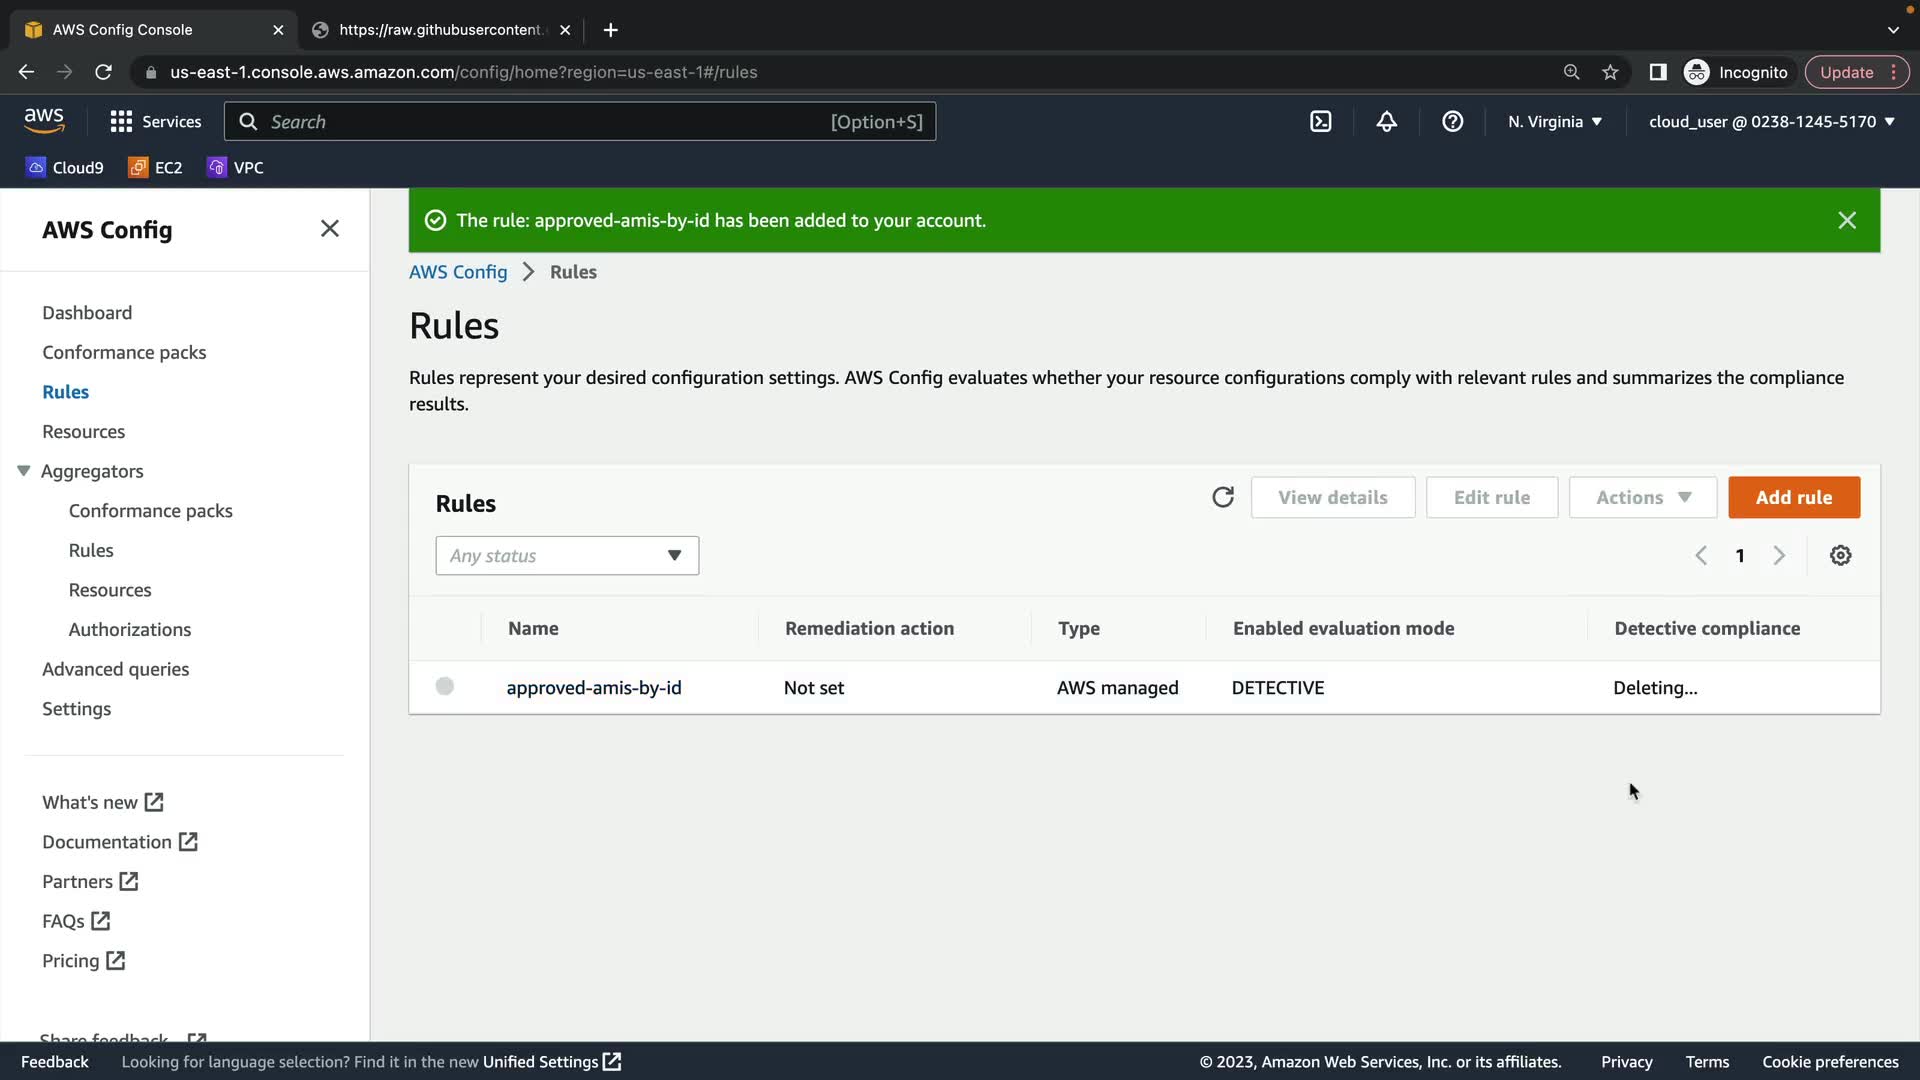 AWS Config Console
https://raw.githubusercontent.
us-east-1.console.aws.amazon.com/config/home?region=us-east-1#/rules
Incognito
Update
aws
Services
Search
[Option+S]
N. Virginia
cloud_user @ 0238-1245-5170
Cloud9
EC2
VPC
AWS Config
Dashboard
Conformance packs
Rules
Resources
Aggregators
Conformance packs
Rules
Resources
Authorizations
Advanced queries
Settings
What's new
Documentation
Partners
FAQs
Pricing
Share feedback
The rule: approved-amis-by-id has been added to your account.
AWS Config > Rules
Rules
Rules represent your desired configuration settings. AWS Config evaluates whether your resource configurations comply with relevant rules and summarizes the compliance
results.
Rules
View details
Edit rule
Actions
Add rule
Any status
1
Name Remediation action Type Enabled evaluation mode Detective compliance
approved-amis-by-id Not set AWS managed DETECTIVE Deleting...
Feedback
Looking for language selection? Find it in the new Unified Settings
© 2023, Amazon Web Services, Inc. or its affiliates.
Privacy
Terms
Cookie preferences